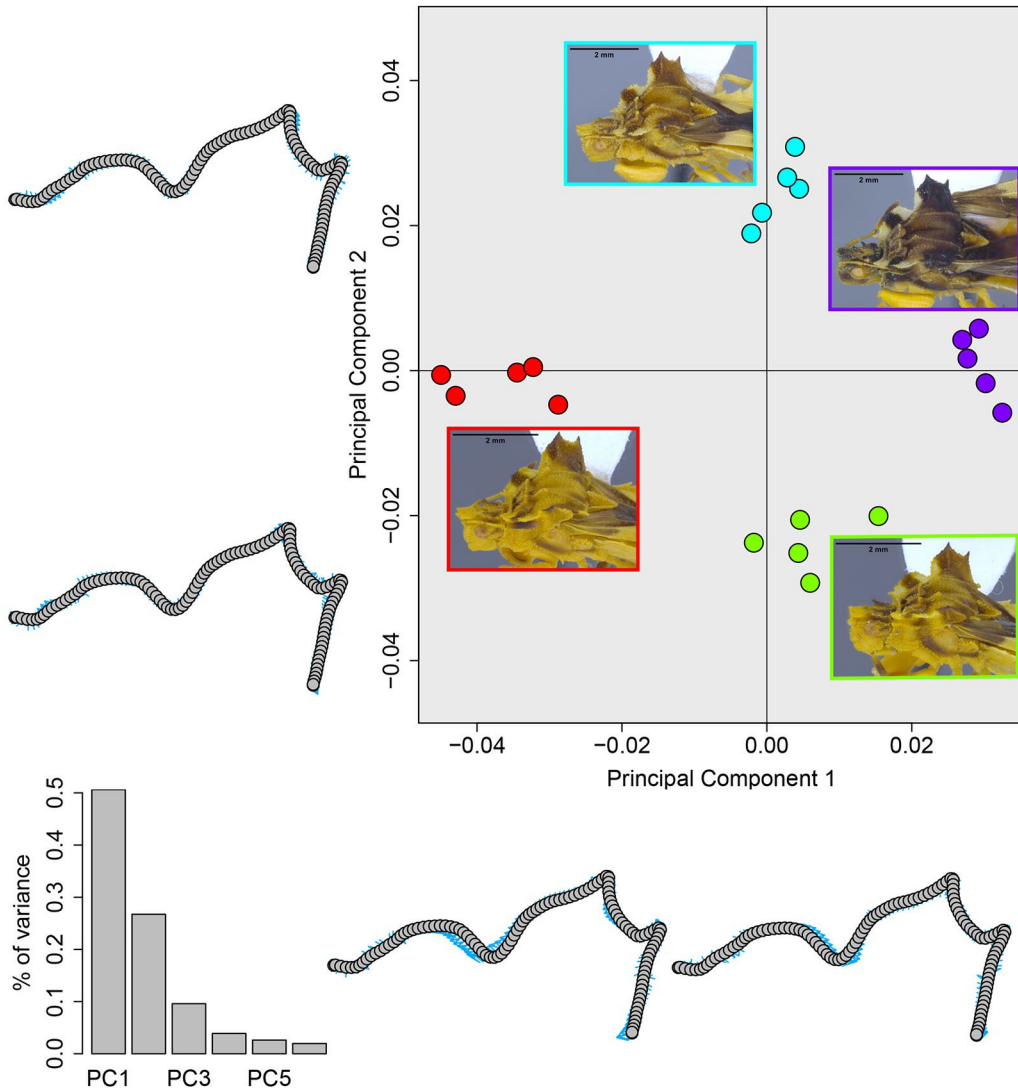 2 mm
2 mm
2 mm
2 mm
0.04
0.02
0.00
−0.02
−0.04
Principal Component 2
−0.04
−0.02
0.00
0.02
Principal Component 1
0.5
0.4
0.3
0.2
0.1
0.0
% of variance
PC1
PC3
PC5